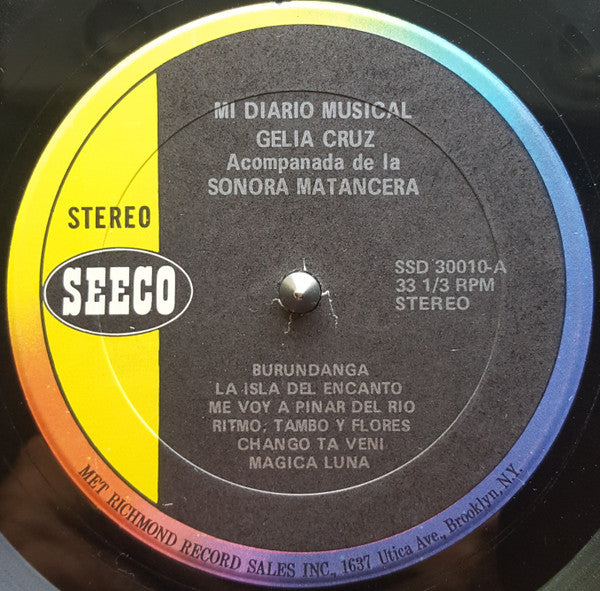 MI DIARIO MUSICAL
GELIA CRUZ
Acompanada de la
SONORA MATANCERA
STEREO
SEECO
SSD 30010-A
33 1/3 RPM
STEREO
BURUNDANGA
LA ISLA DEL ENCANTO
ME VOY A PINAR DEL RIO
RITMO, TAMBO Y FLORES
CHANGO TA VENI
MAGICA LUNA
MET RICHMOND RECORD SALES INC., 1637 Utica Ave., Brooklyn, N.Y.